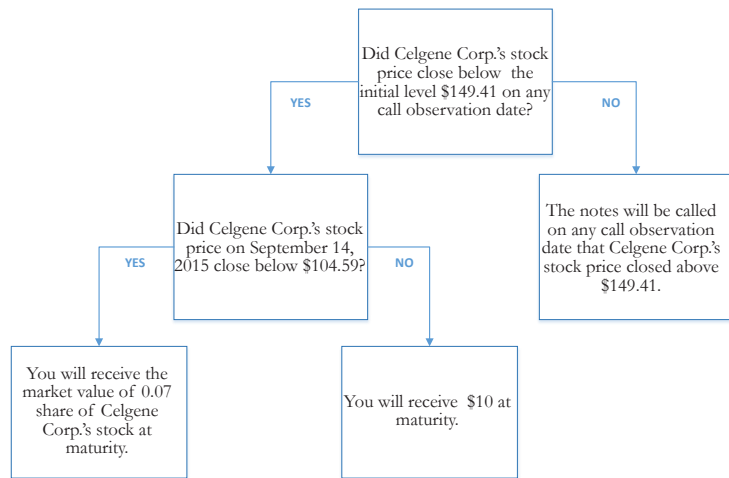 Did Celgene Corp.'s stock
price close below the
initial level $149.41 on any
call observation date?
YES
NO
Did Celgene Corp.'s stock
price on September 14,
2015 close below $104.59?
The notes will be called
on any call observation
date that Celgene Corp.'s
stock price closed above
$149.41.
YES
NO
You will receive the
market value of 0.07
share of Celgene
Corp.'s stock at
maturity.
You will receive $10 at
maturity.